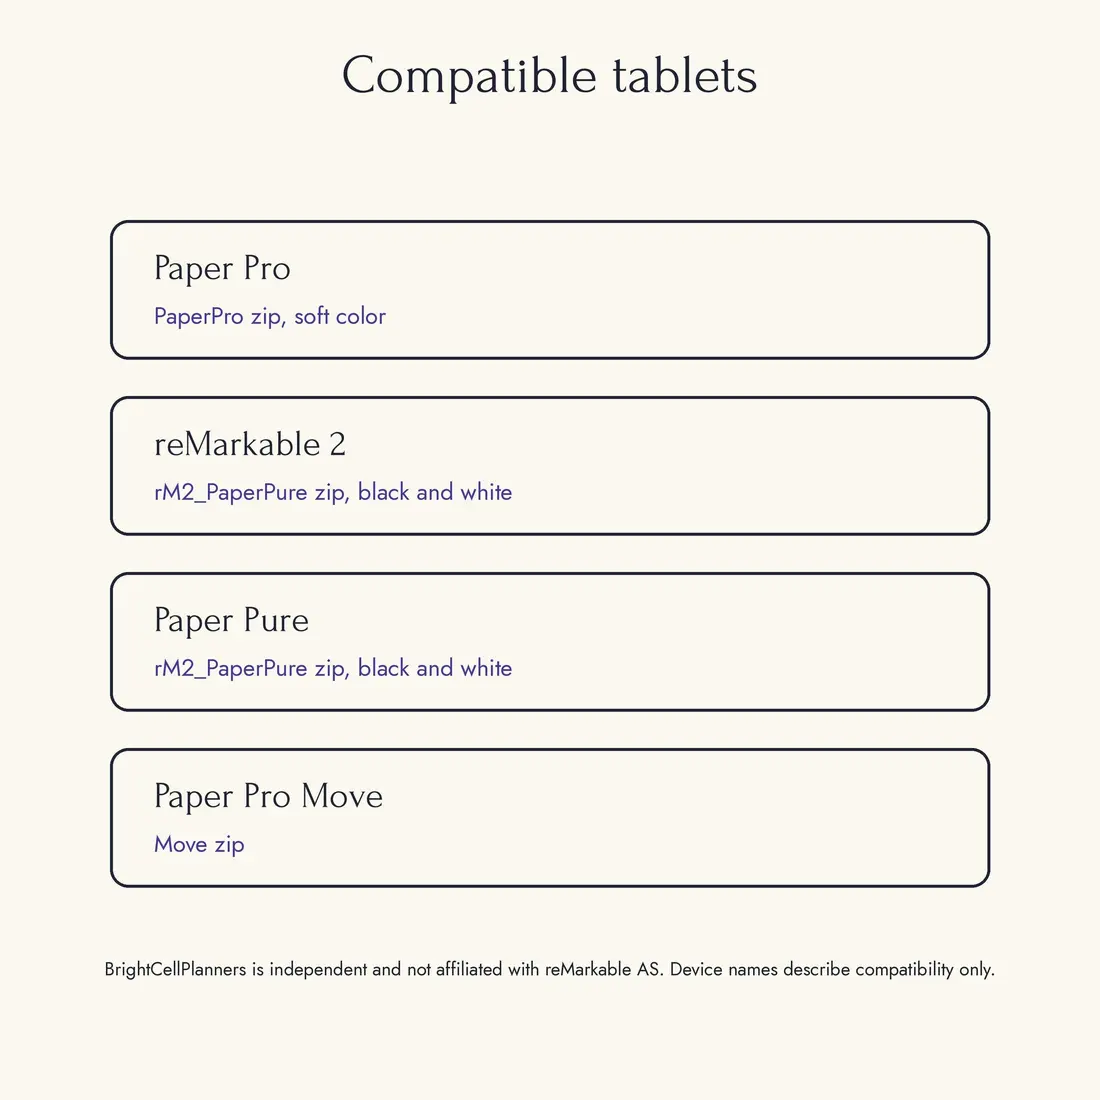 Compatible tablets
Paper Pro
PaperPro zip, soft color
reMarkable 2
rM2_PaperPure zip, black and white
Paper Pure
rM2_PaperPure zip, black and white
Paper Pro Move
Move zip
BrightCellPlanners is independent and not affiliated with reMarkable AS. Device names describe compatibility only.